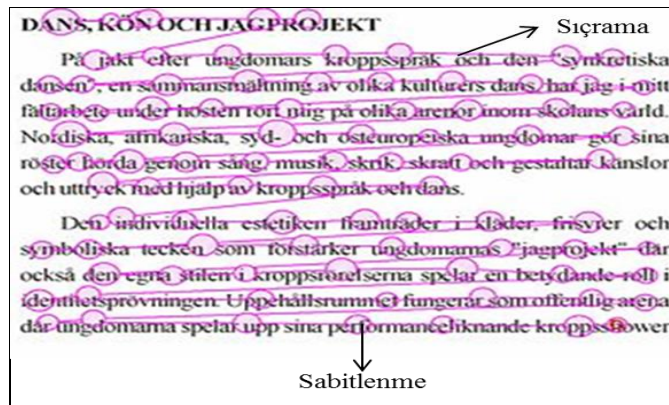 DANS, KÖN OCH JAGPROJEKT
Sıçrama
På jakt efter ungdomars kroppsspråk och den "synkretiska
dansen", en sammansmältning av olika kulturers dans, har jag i mitt
fältarbete under hösten rört mig på olika arenor inom skolans värld.
Nordiska, afrikanska, syd- och östeuropeiska ungdomar gör sina
röster hörda genom sång, musik, skrik, skratt och gestaltar känslor
och uttryck med hjälp av kroppsspråk och dans.
Den individuella estetiken framträder i kläder, frisyrer och
symboliska tecken som förstärker ungdomarnas "jagprojekt" där
också den egna stilen i kroppsrörelserna spelar en betydande roll i
identitetsprövningen. Uppehållsrummet fungerar som offentlig arena
där ungdomarna spelar upp sina performanceliknande
Sabitlenme